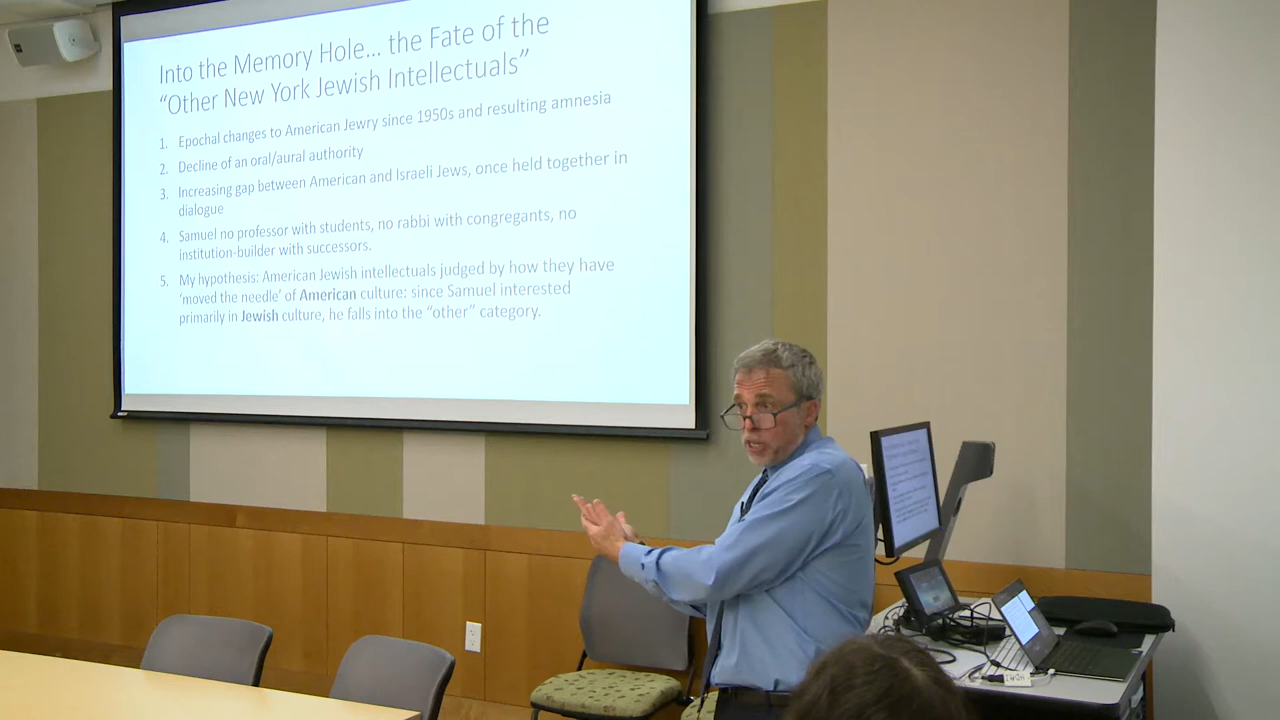 Into the Memory Hole... the Fate of the
“Other New York Jewish Intellectuals”
1. Epochal changes to American Jewry since 1950s and resulting amnesia
2. Decline of an oral/aural authority
3. Increasing gap between American and Israeli Jews, once held together in
dialogue
4. Samuel no professor with students, no rabbi with congregants, no
institution-builder with successors.
5. My hypothesis: American Jewish intellectuals judged by how they have
‘moved the needle’ of American culture: since Samuel interested
primarily in Jewish culture, he falls into the “other” category.